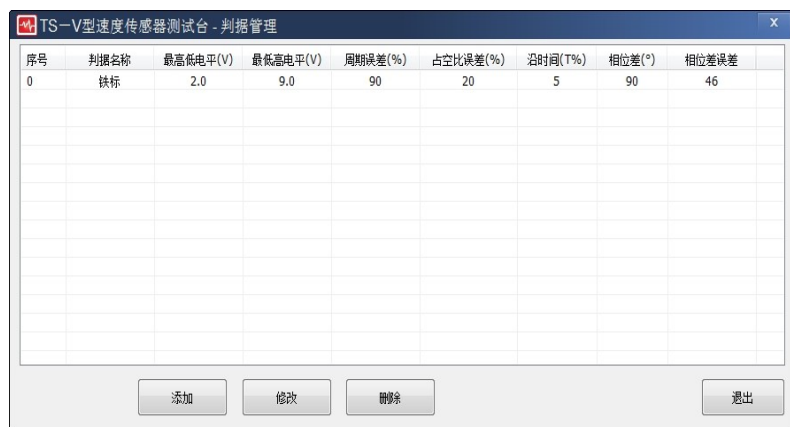 TS-V型速度传感器测试台 - 判据管理 x
序号 判据名称 最高低电平(V) 最低高电平(V) 周期误差(%) 占空比误差(%) 沿时间(T%) 相位差(°) 相位差误差
0 铁标 2.0 9.0 90 20 5 90 46
添加 修改 删除 退出